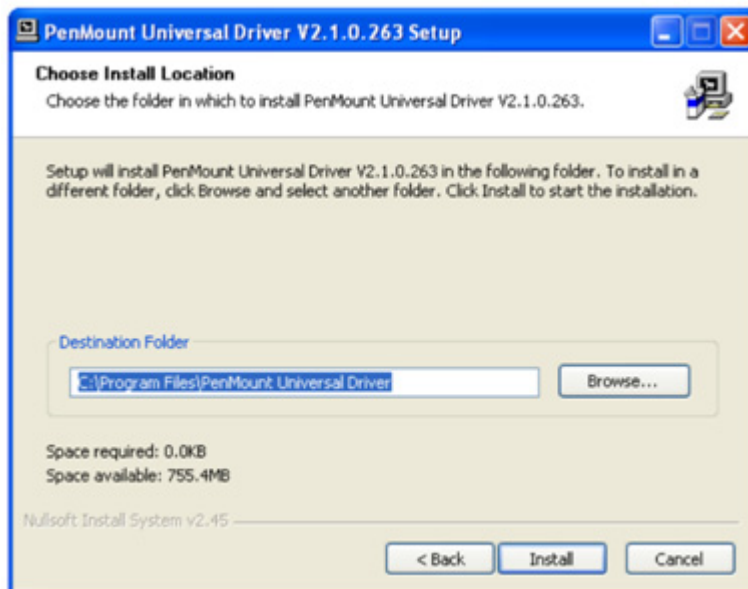 PenMount Universal Driver V2.1.0.263 Setup
Choose Install Location
Choose the folder in which to install PenMount Universal Driver V2.1.0.263.
Setup will install PenMount Universal Driver V2.1.0.263 in the following folder. To install in a
different folder, click Browse and select another folder. Click Install to start the installation.
Destination Folder
C:\Program Files\PenMount Universal Driver
Browse...
Space required: 0.0KB
Space available: 755.4MB
Nullsoft Install System v2.45
< Back
Install
Cancel